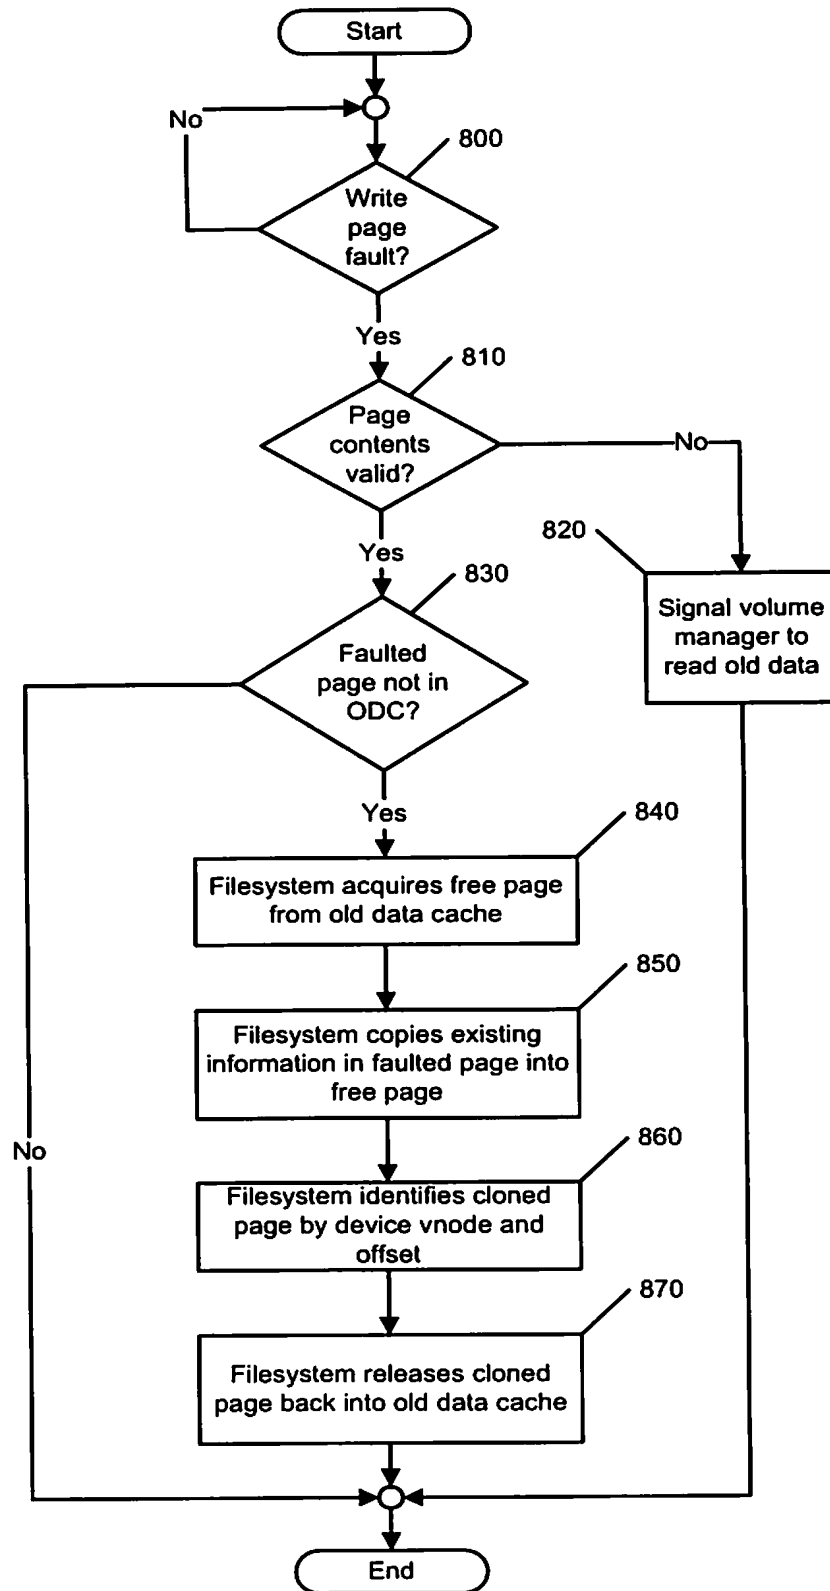 Start
No
800
Write
page
fault?
Yes
810
Page
contents
valid?
No
Yes
820
830
Signal volume
manager to
read old data
Faulted
page not in
ODC?
Yes
840
Filesystem acquires free page
from old data cache
850
Filesystem copies existing
information in faulted page into
free page
No
860
Filesystem identifies cloned
page by device vnode and
offset
870
Filesystem releases cloned
page back into old data cache
End